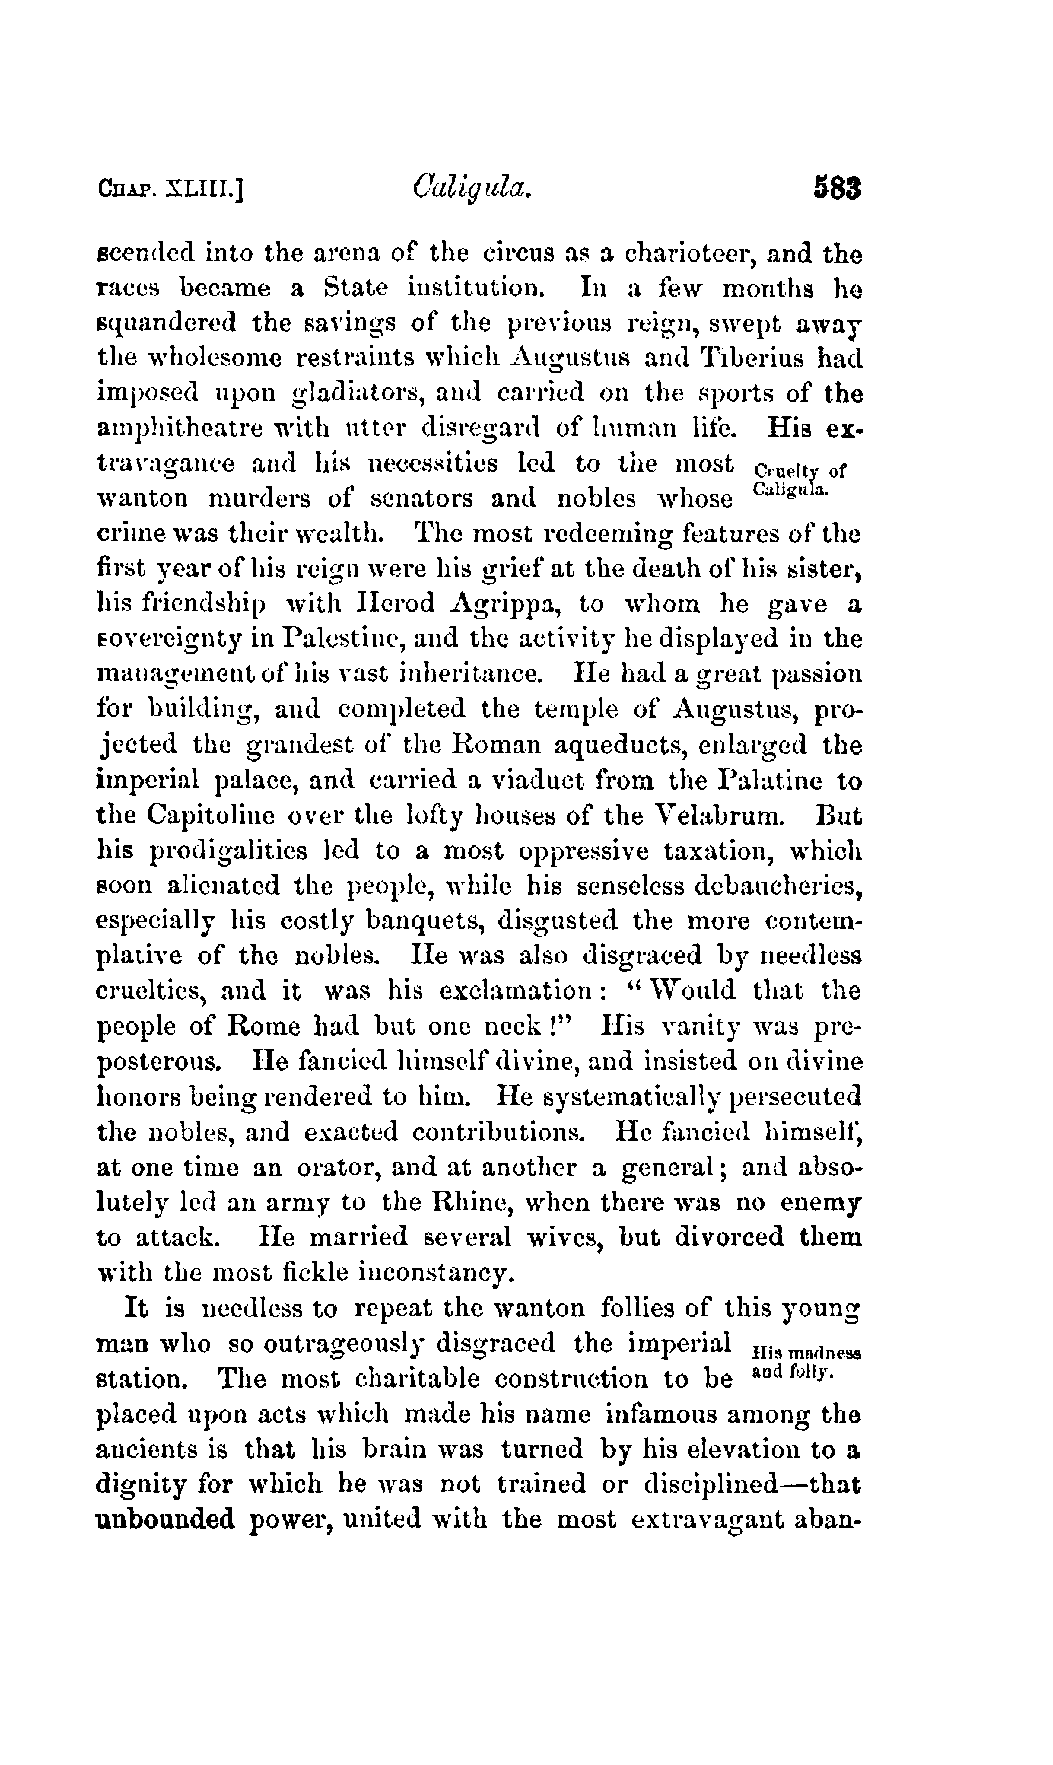 CHAP. XLIII.] Caligula. 583
scended into the arena of the circus as a charioteer, and the
races became a State institution. In a few months he
squandered the savings of the previous reign, swept away
the wholesome restraints which Augustus and Tiberius had
imposed upon gladiators, and carried on the sports of the
amphitheatre with utter disregard of human life. His ex-
travagance and his necessities led to the most
wanton murders of senators and nobles whose
Cruelty of
Caligula.
crime was their wealth. The most redeeming features of the
first year of his reign were his grief at the death of his sister,
his friendship with Herod Agrippa, to whom he gave a
sovereignty in Palestine, and the activity he displayed in the
management of his vast inheritance. He had a great passion
for building, and completed the temple of Augustus, pro-
jected the grandest of the Roman aqueducts, enlarged the
imperial palace, and carried a viaduct from the Palatine to
the Capitoline over the lofty houses of the Velabrum. But
his prodigalities led to a most oppressive taxation, which
soon alienated the people, while his senseless debaucheries,
especially his costly banquets, disgusted the more contem-
plative of the nobles. He was also disgraced by needless
cruelties, and it was his exclamation: "Would that the
people of Rome had but one neck!" His vanity was pre-
posterous. He fancied himself divine, and insisted on divine
honors being rendered to him. He systematically persecuted
the nobles, and exacted contributions. He fancied himself,
at one time an orator, and at another a general; and abso-
lutely led an army to the Rhine, when there was no enemy
to attack. He married several wives, but divorced them
with the most fickle inconstancy.
It is needless to repeat the wanton follies of this young
man who so outrageously disgraced the imperial
station. The most charitable construction to be
His madness
and folly.
placed upon acts which made his name infamous among the
ancients is that his brain was turned by his elevation to a
dignity for which he was not trained or disciplined—that
unbounded power, united with the most extravagant aban-